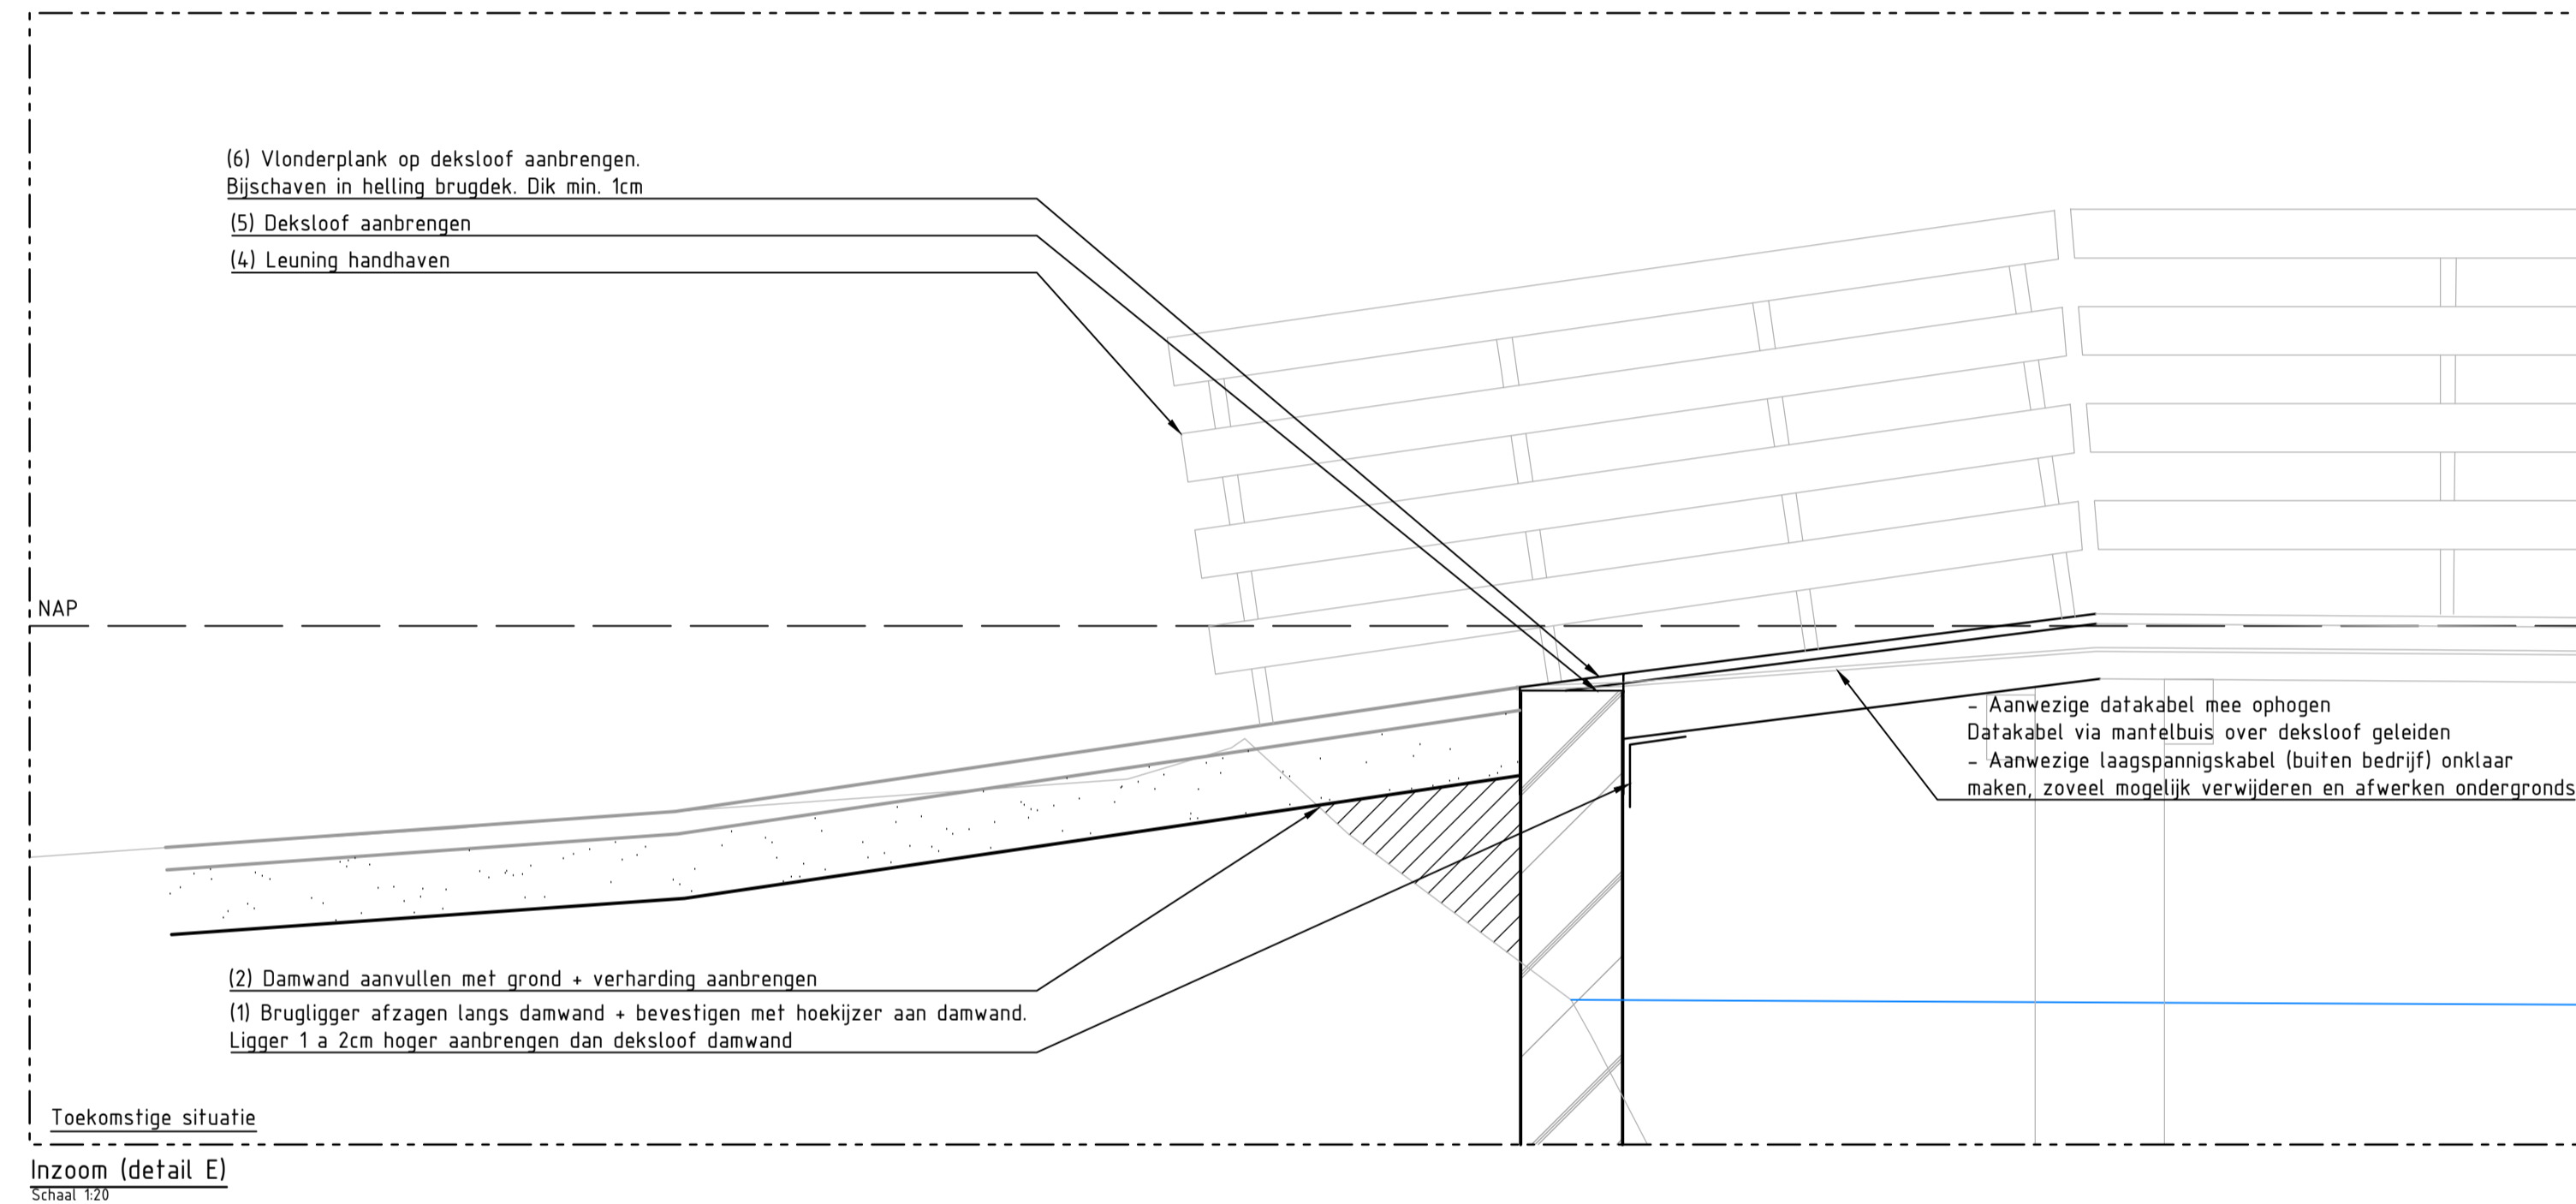 (6) Vlonderplank op deksloof aanbrengen.
Bijschaven in helling brugdek. Dik min. 1cm
(5) Deksloof aanbrengen
(4) Leuning handhaven
NAP
- Aanwezige datakabel mee ophogen
Datakabel via mantelbuis over deksloof geleiden
- Aanwezige laagspannigskabel (buiten bedrijf) onklaar
maken, zoveel mogelijk verwijderen en afwerken ondergronds
(2) Damwand aanvullen met grond + verharding aanbrengen
(1) Brugligger afzagen langs damwand + bevestigen met hoekijzer aan damwand.
Ligger 1 a 2cm hoger aanbrengen dan deksloof damwand
Toekomstige situatie
Inzoom (detail E)
Schaal 1:20